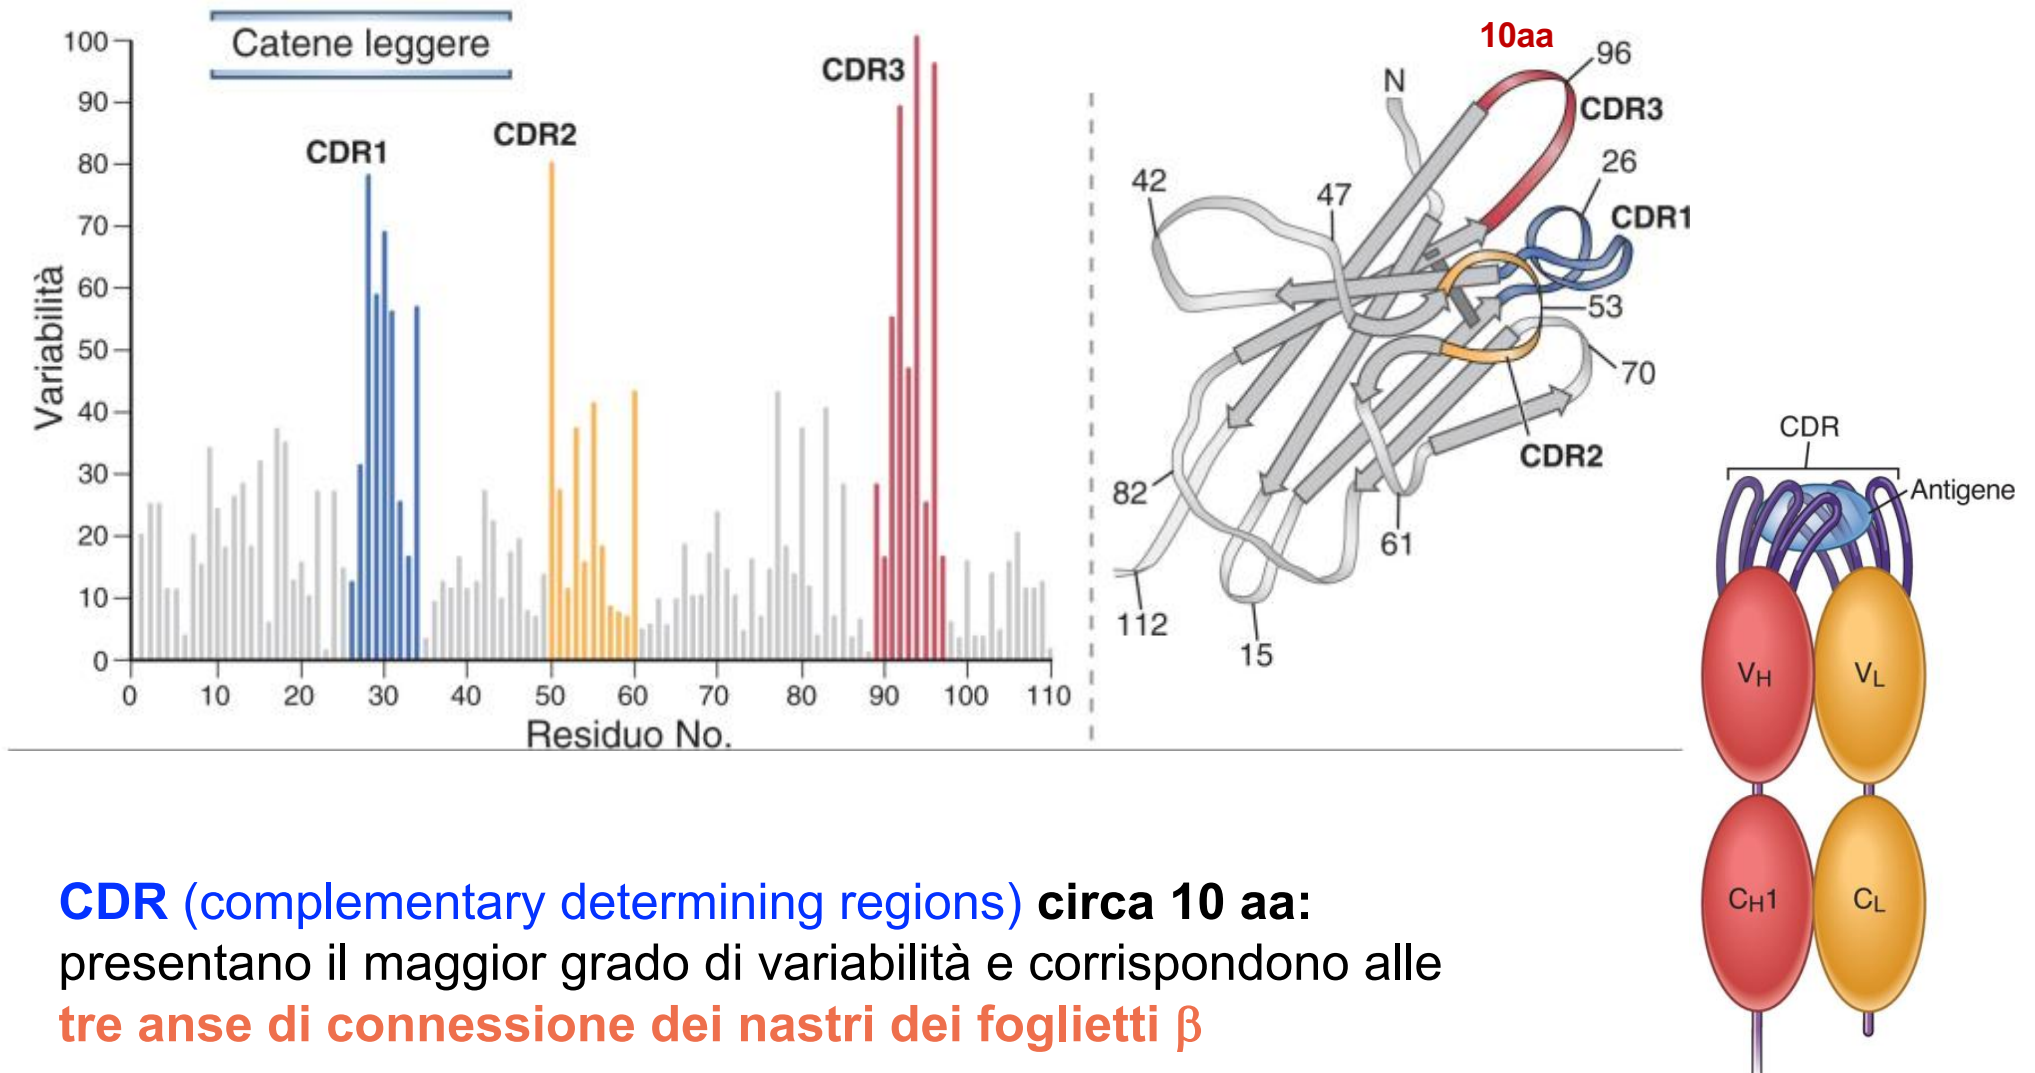 Catene leggere
Variabilità
100
90
80
70
60
50
40
30
20
10
0
CDR1
CDR2
CDR3
0 10 20 30 40 50 60 70 80 90 100 110
Residuo No.
10aa
N
96
CDR3
26
CDR1
42
47
53
70
CDR2
82
61
112
15
CDR
Antigene
VH
VL
CH1
CL
CDR (complementary determining regions) circa 10 aa:
presentano il maggior grado di variabilità e corrispondono alle
tre anse di connessione dei nastri dei foglietti β